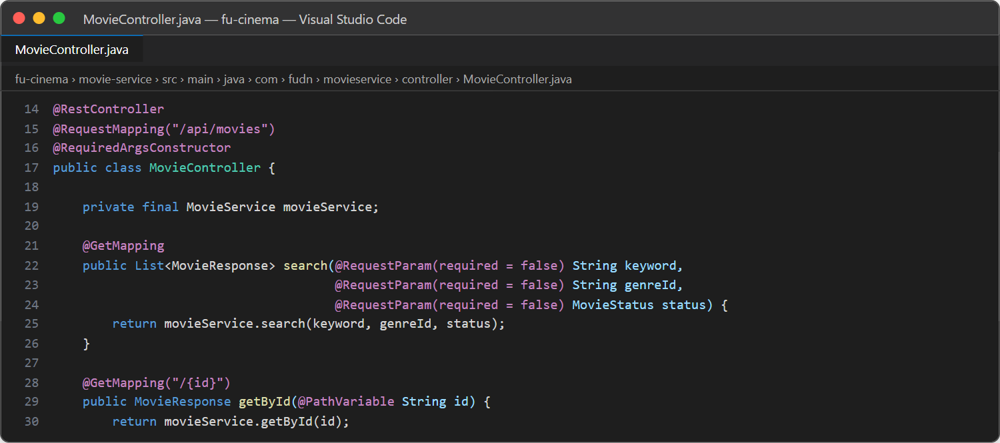 MovieController.java — fu-cinema — Visual Studio Code
MovieController.java
fu-cinema › movie-service › src › main › java › com › fudn › movieservice › controller › MovieController.java
14 @RestController
15 @RequestMapping("/api/movies")
16 @RequiredArgsConstructor
17 public class MovieController {
18
19     private final MovieService movieService;
20
21     @GetMapping
22     public List<MovieResponse> search(@RequestParam(required = false) String keyword,
23                                       @RequestParam(required = false) String genreId,
24                                       @RequestParam(required = false) MovieStatus status) {
25         return movieService.search(keyword, genreId, status);
26     }
27
28     @GetMapping("/{id}")
29     public MovieResponse getById(@PathVariable String id) {
30         return movieService.getById(id);